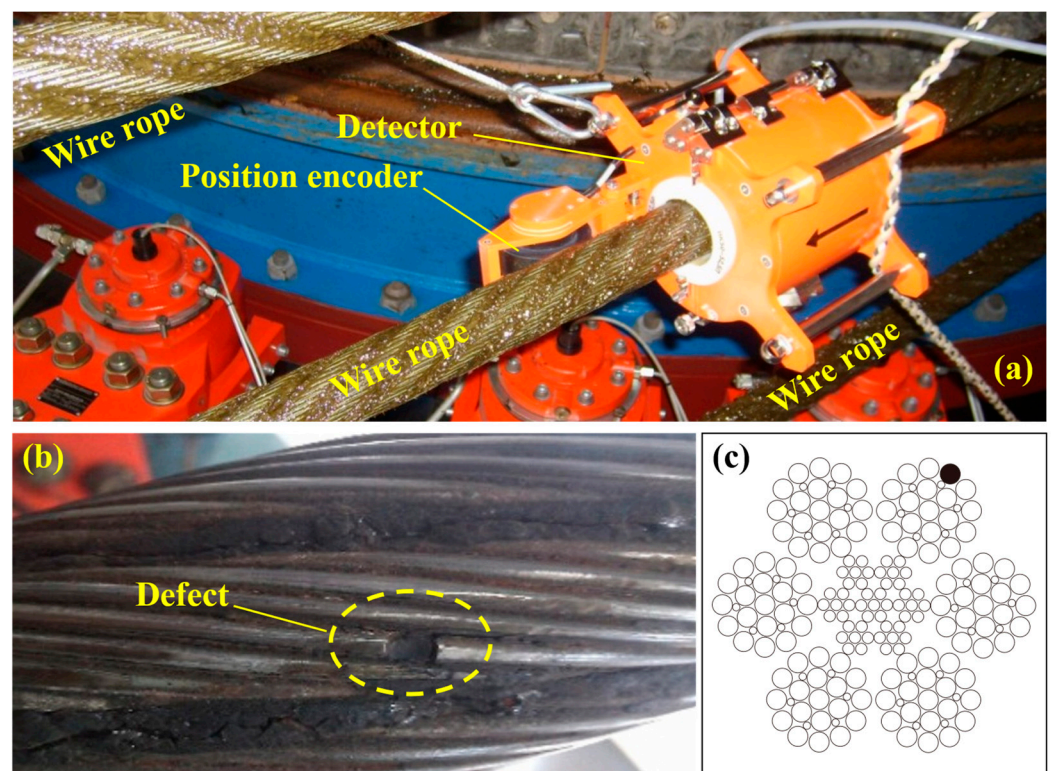 Wire rope
Detector
Position encoder
Wire rope
Wire rope
(a)
(b)
Defect
(c)